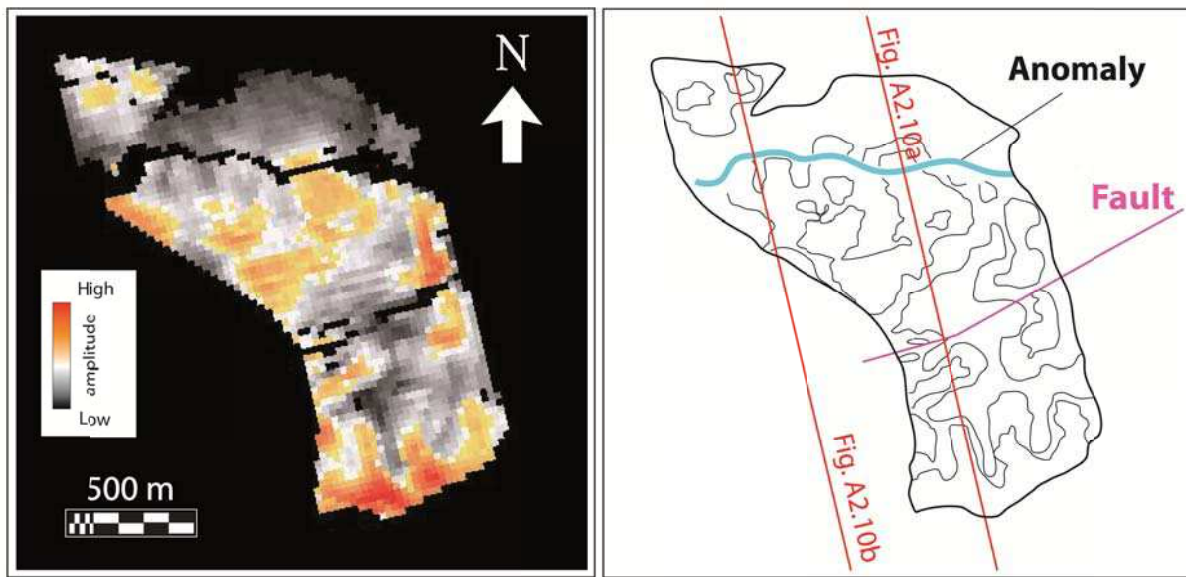 N
High
amplitude
Low
500 m
Fig. A2.10a
Anomaly
Fault
Fig. A2.10b